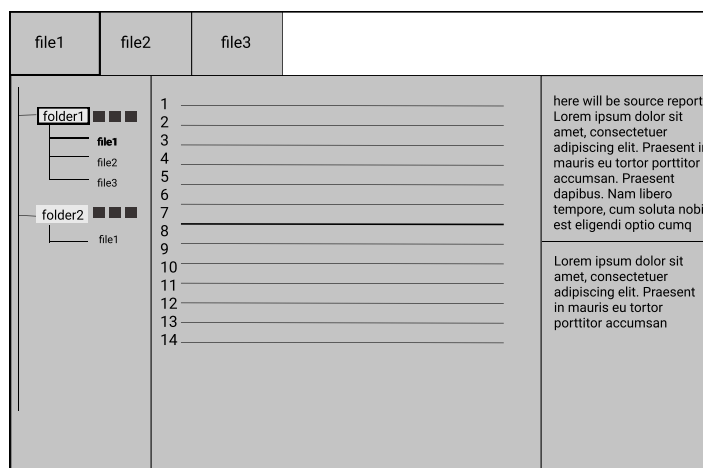 file1
file2
file3
folder1
file1
file2
file3
folder2
file1
1
2
3
4
5
6
7
8
9
10
11
12
13
14
here will be source report
Lorem ipsum dolor sit
amet, consectetuer
adipiscing elit. Praesent
mauris eu tortor porttitor
accumsan. Praesent
dapibus. Nam libero
tempore, cum soluta nobi
est eligendi optio cumq
Lorem ipsum dolor sit
amet, consectetuer
adipiscing elit. Praesent
in mauris eu tortor
porttitor accumsan